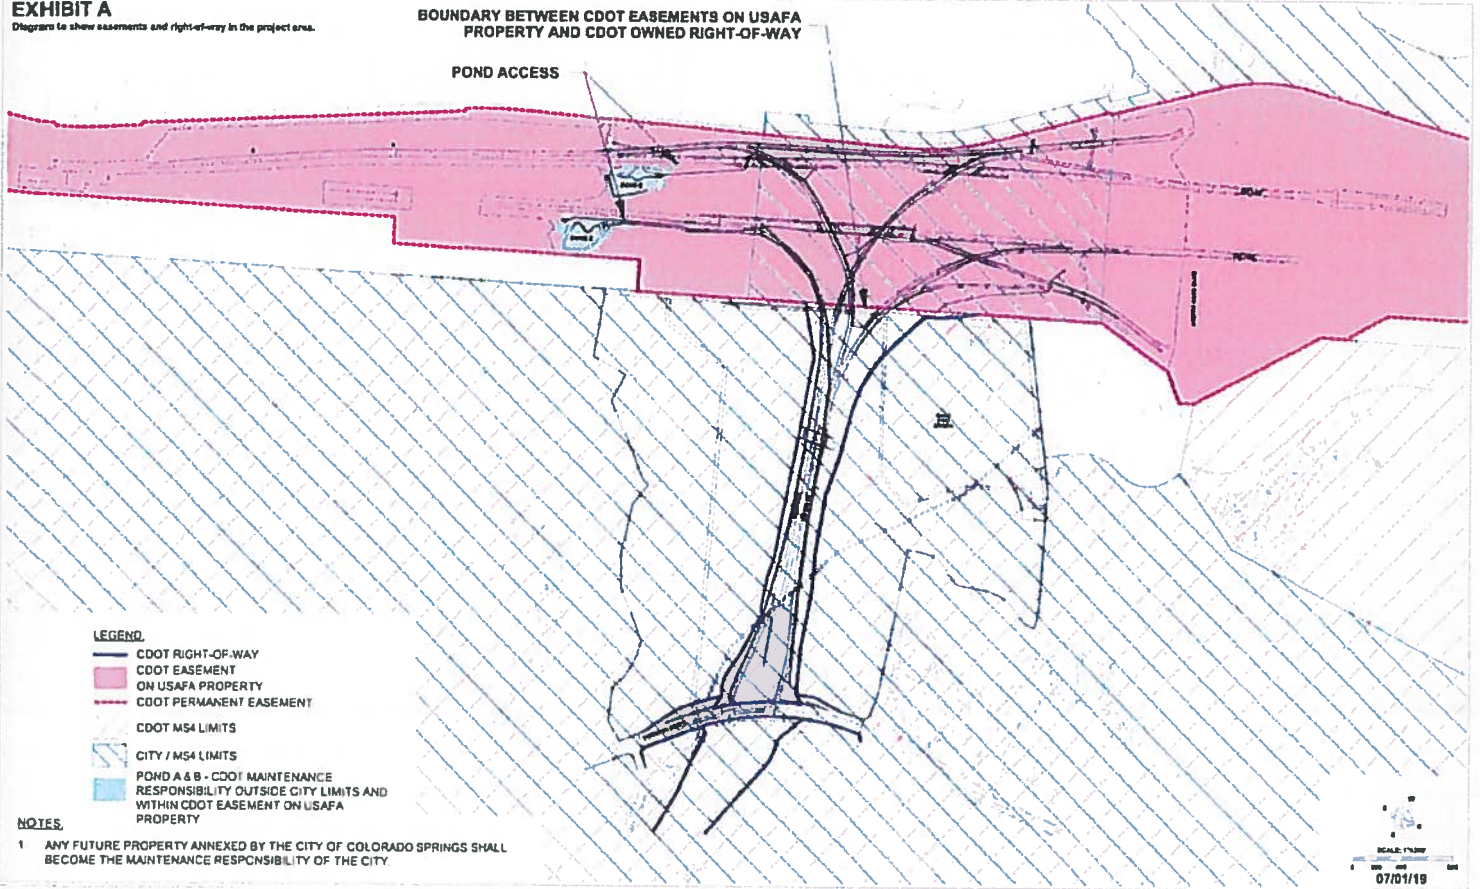 EXHIBIT A
Diagram to show easements and right-of-way in the project area.
BOUNDARY BETWEEN CDOT EASEMENTS ON USAFA
PROPERTY AND CDOT OWNED RIGHT-OF-WAY
POND ACCESS
LEGEND
CDOT RIGHT-OF-WAY
CDOT EASEMENT
ON USAFA PROPERTY
CDOT PERMANENT EASEMENT
CDOT MS4 LIMITS
CITY / MS4 LIMITS
POND A & B - CDOT MAINTENANCE
RESPONSIBILITY OUTSIDE CITY LIMITS AND
WITHIN CDOT EASEMENT ON USAFA
PROPERTY
NOTES
1 ANY FUTURE PROPERTY ANNEXED BY THE CITY OF COLORADO SPRINGS SHALL
BECOME THE MAINTENANCE RESPONSIBILITY OF THE CITY.
07/01/19